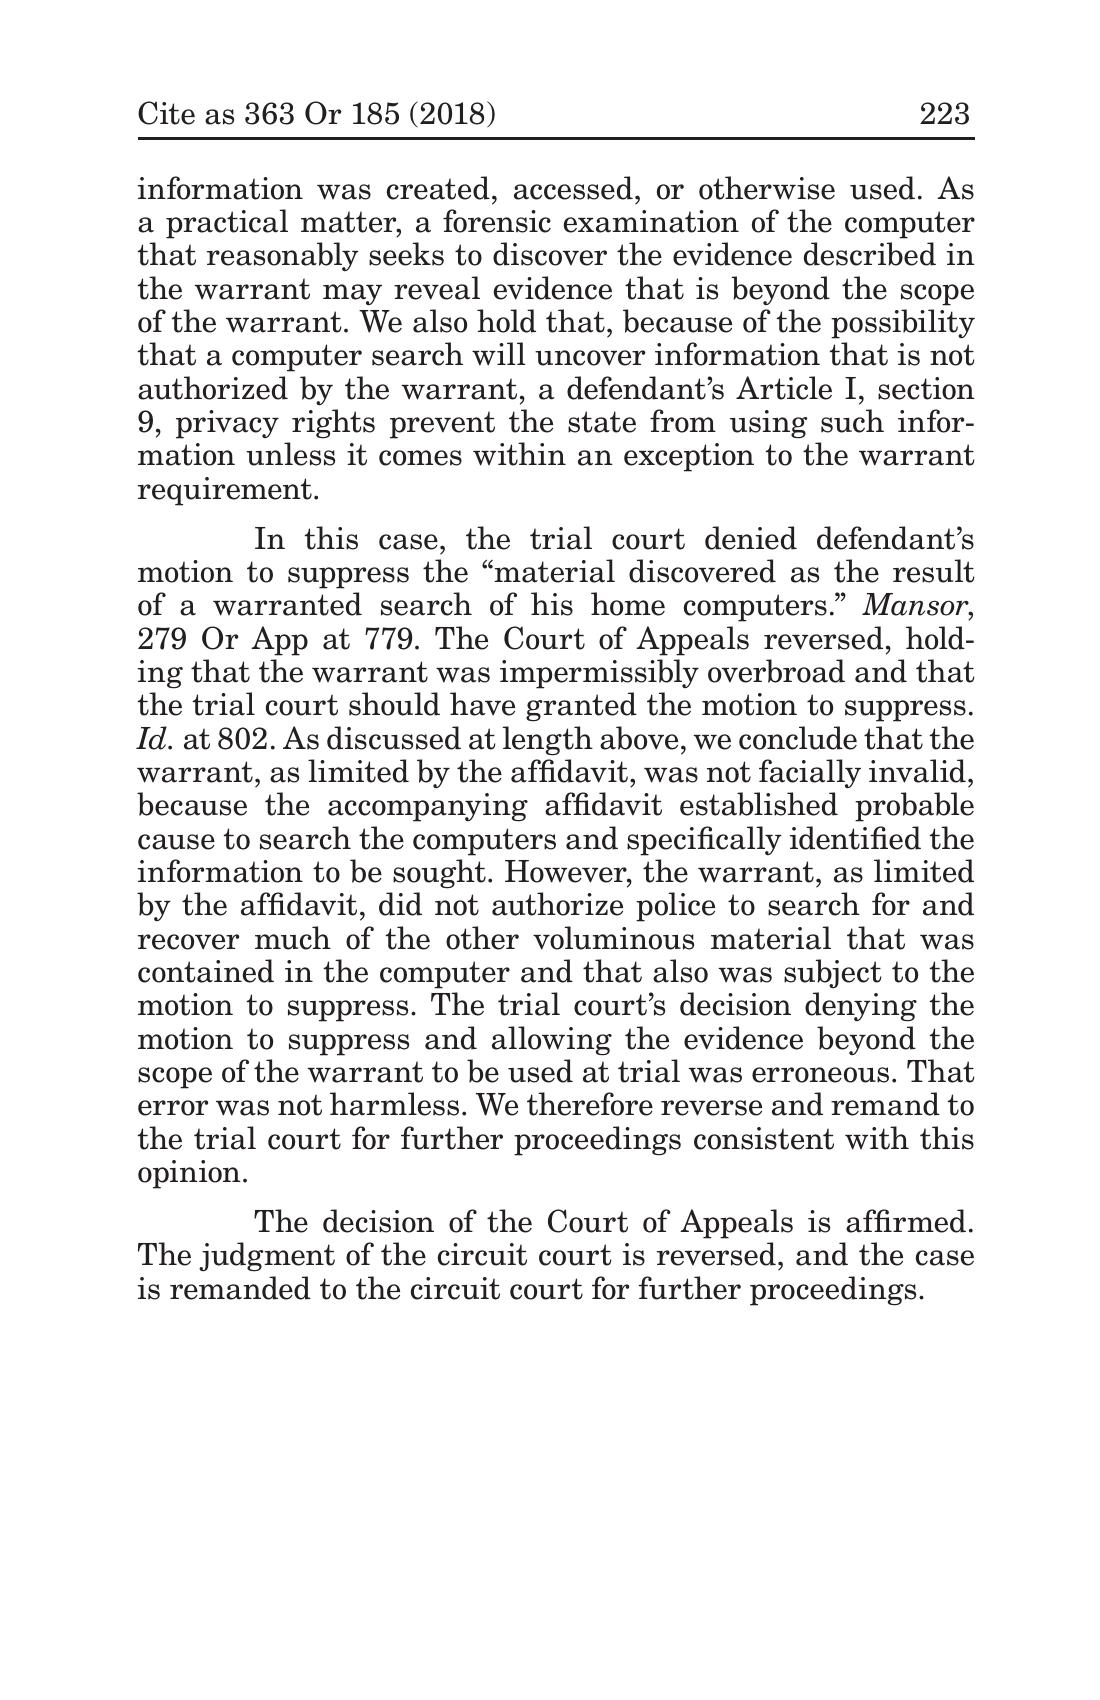 Cite as 363 Or 185 (2018) 223
information was created, accessed, or otherwise used. As
a practical matter, a forensic examination of the computer
that reasonably seeks to discover the evidence described in
the warrant may reveal evidence that is beyond the scope
of the warrant. We also hold that, because of the possibility
that a computer search will uncover information that is not
authorized by the warrant, a defendant’s Article I, section
9, privacy rights prevent the state from using such infor-
mation unless it comes within an exception to the warrant
requirement.
In this case, the trial court denied defendant’s
motion to suppress the “material discovered as the result
of a warranted search of his home computers.” Mansor,
279 Or App at 779. The Court of Appeals reversed, hold-
ing that the warrant was impermissibly overbroad and that
the trial court should have granted the motion to suppress.
Id. at 802. As discussed at length above, we conclude that the
warrant, as limited by the affidavit, was not facially invalid,
because the accompanying affidavit established probable
cause to search the computers and specifically identified the
information to be sought. However, the warrant, as limited
by the affidavit, did not authorize police to search for and
recover much of the other voluminous material that was
contained in the computer and that also was subject to the
motion to suppress. The trial court’s decision denying the
motion to suppress and allowing the evidence beyond the
scope of the warrant to be used at trial was erroneous. That
error was not harmless. We therefore reverse and remand to
the trial court for further proceedings consistent with this
opinion.
The decision of the Court of Appeals is affirmed.
The judgment of the circuit court is reversed, and the case
is remanded to the circuit court for further proceedings.